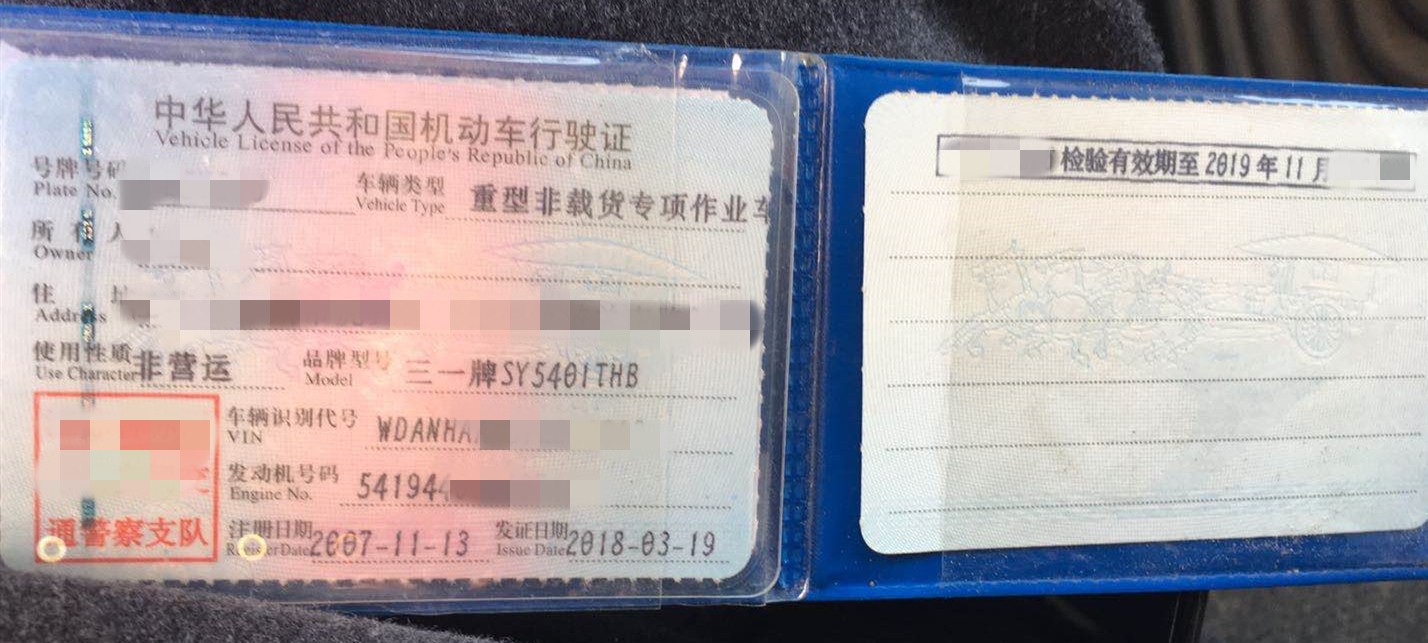 中华人民共和国机动车行驶证
Vehicle License of the People's Republic of China
号牌号码
Plate No.
车辆类型 重型非载货专项作业车
Vehicle Type
所有人
Owner
住址
Address
使用性质 非营运
Use Character
品牌型号 三一牌SY5401THB
Model
车辆识别代号 WDANHA
VIN
发动机号码 541944
Engine No.
通警察支队
注册日期 2007-11-13
Register Date
发证日期 2018-03-19
Issue Date
检验有效期至2019年11月